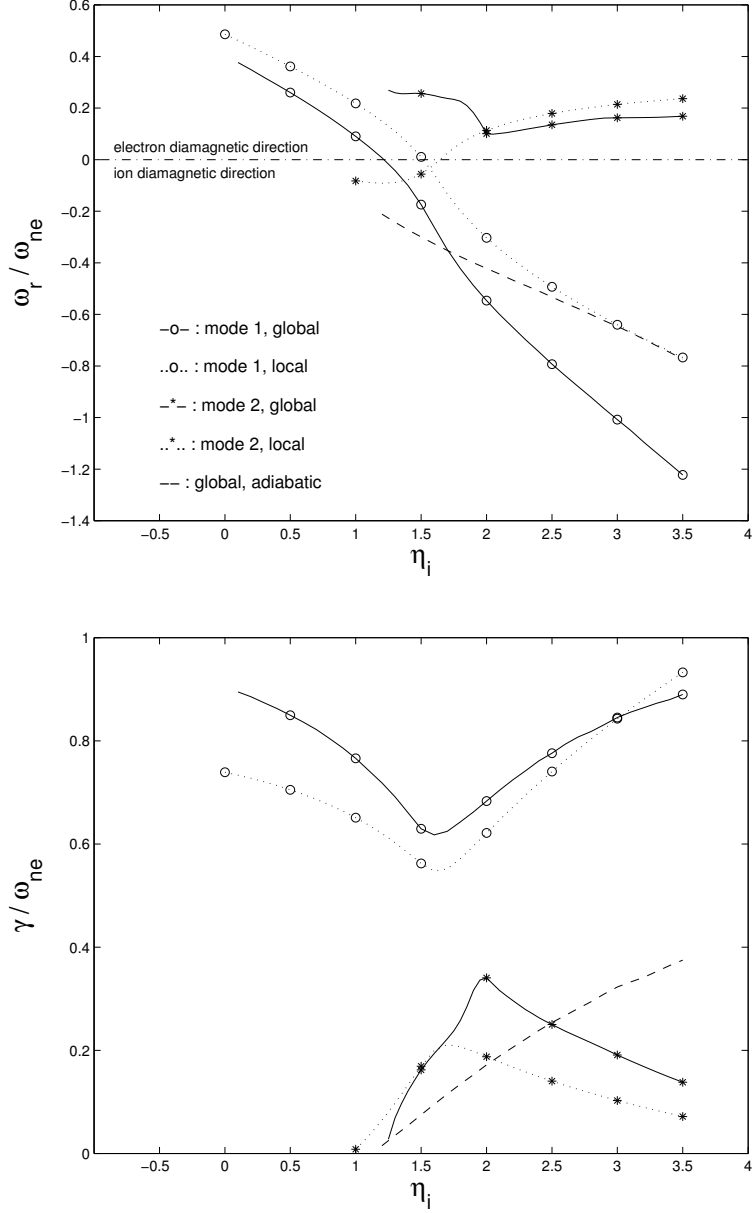 0.6
0.4
0.2
electron diamagnetic direction
0
ion diamagnetic direction
−0.2
−0.4
ω_r / ω_ne
−0.6
−o− : mode 1, global
..o.. : mode 1, local
−0.8
−*− : mode 2, global
−1
..*.. : mode 2, local
−− : global, adiabatic
−1.2
−1.4
−0.5 0 0.5 1 1.5 2 2.5 3 3.5 4
η_i
1
0.8
0.6
γ / ω_ne
0.4
0.2
0
−0.5 0 0.5 1 1.5 2 2.5 3 3.5 4
η_i